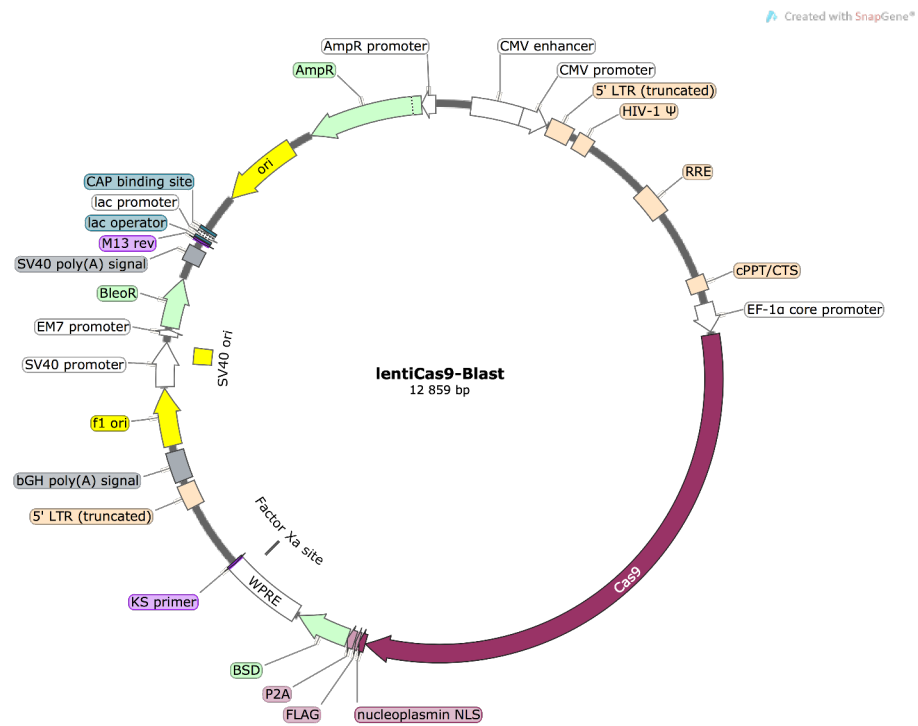 Created with SnapGene®
AmpR promoter
CMV enhancer
AmpR
CMV promoter
5' LTR (truncated)
HIV-1 Ψ
ori
RRE
CAP binding site
lac promoter
lac operator
M13 rev
SV40 poly(A) signal
cPPT/CTS
BleoR
EF-1α core promoter
EM7 promoter
SV40 ori
SV40 promoter
lentiCas9-Blast
12 859 bp
f1 ori
bGH poly(A) signal
5' LTR (truncated)
Factor Xa site
Cas9
WPRE
KS primer
BSD
P2A
FLAG
nucleoplasmin NLS